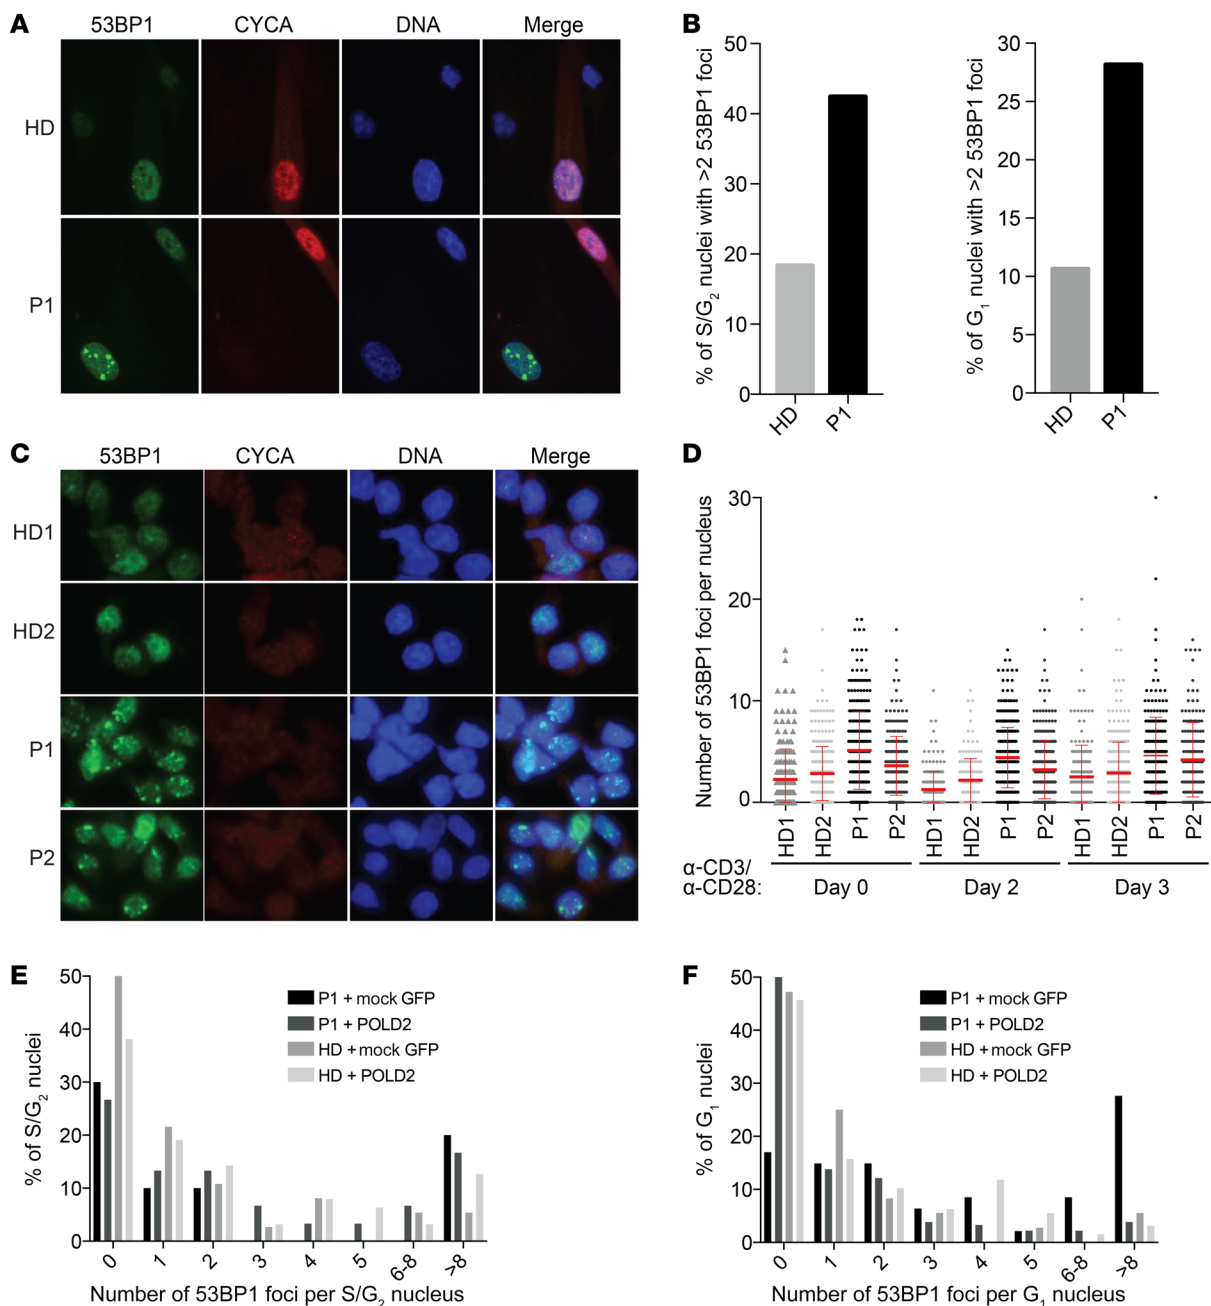 A
53BP1 CYCA DNA Merge
HD
P1
B
% of S/G2 nuclei with >2 53BP1 foci
50
40
30
20
10
0
HD P1
% of G1 nuclei with >2 53BP1 foci
30
25
20
15
10
5
0
HD P1
C
53BP1 CYCA DNA Merge
HD1
HD2
P1
P2
D
Number of 53BP1 foci per nucleus
30
20
10
0
HD1 HD2 P1 P2 HD1 HD2 P1 P2 HD1 HD2 P1 P2
α-CD3/
α-CD28: Day 0 Day 2 Day 3
E
% of S/G2 nuclei
50
40
30
20
10
0
P1 + mock GFP
P1 + POLD2
HD + mock GFP
HD + POLD2
0 1 2 3 4 5 6-8 >8
Number of 53BP1 foci per S/G2 nucleus
F
% of G1 nuclei
50
40
30
20
10
0
P1 + mock GFP
P1 + POLD2
HD + mock GFP
HD + POLD2
0 1 2 3 4 5 6-8 >8
Number of 53BP1 foci per G1 nucleus